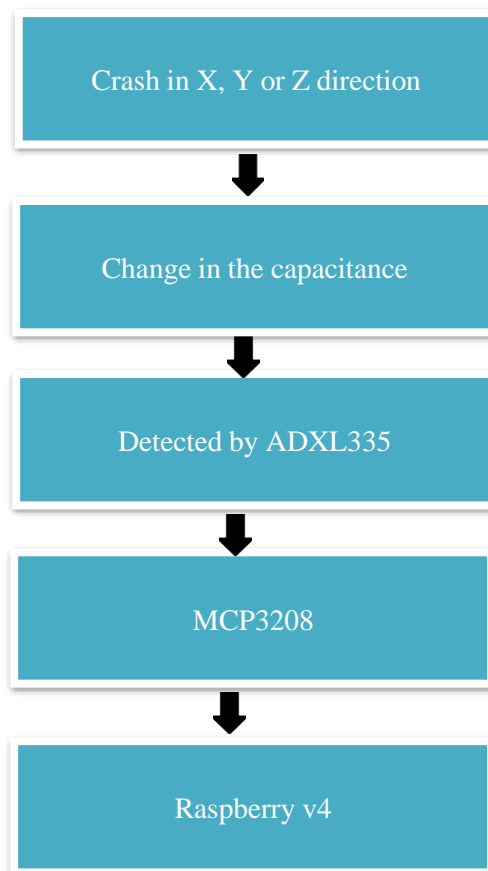 Crash in X, Y or Z direction
Change in the capacitance
Detected by ADXL335
MCP3208
Raspberry v4